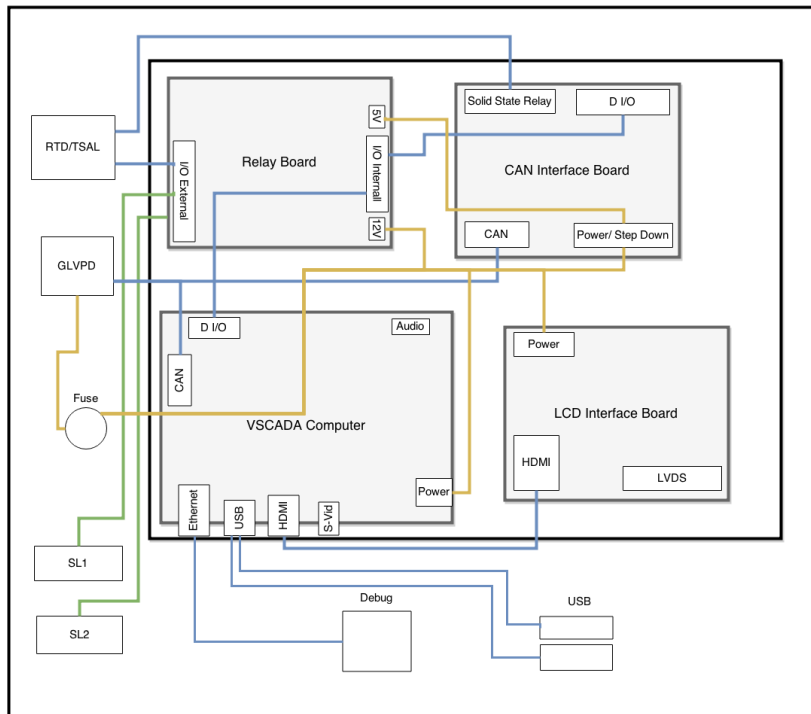 Solid State Relay
D I/O
5V
RTD/TSAL
Relay Board
I/O Internall
I/O External
CAN Interface Board
12V
CAN
Power/ Step Down
GLVPD
D I/O
Audio
Power
CAN
Fuse
VSCADA Computer
LCD Interface Board
HDMI
LVDS
Power
Ethernet
USB
HDMI
S-Vid
SL1
Debug
USB
SL2